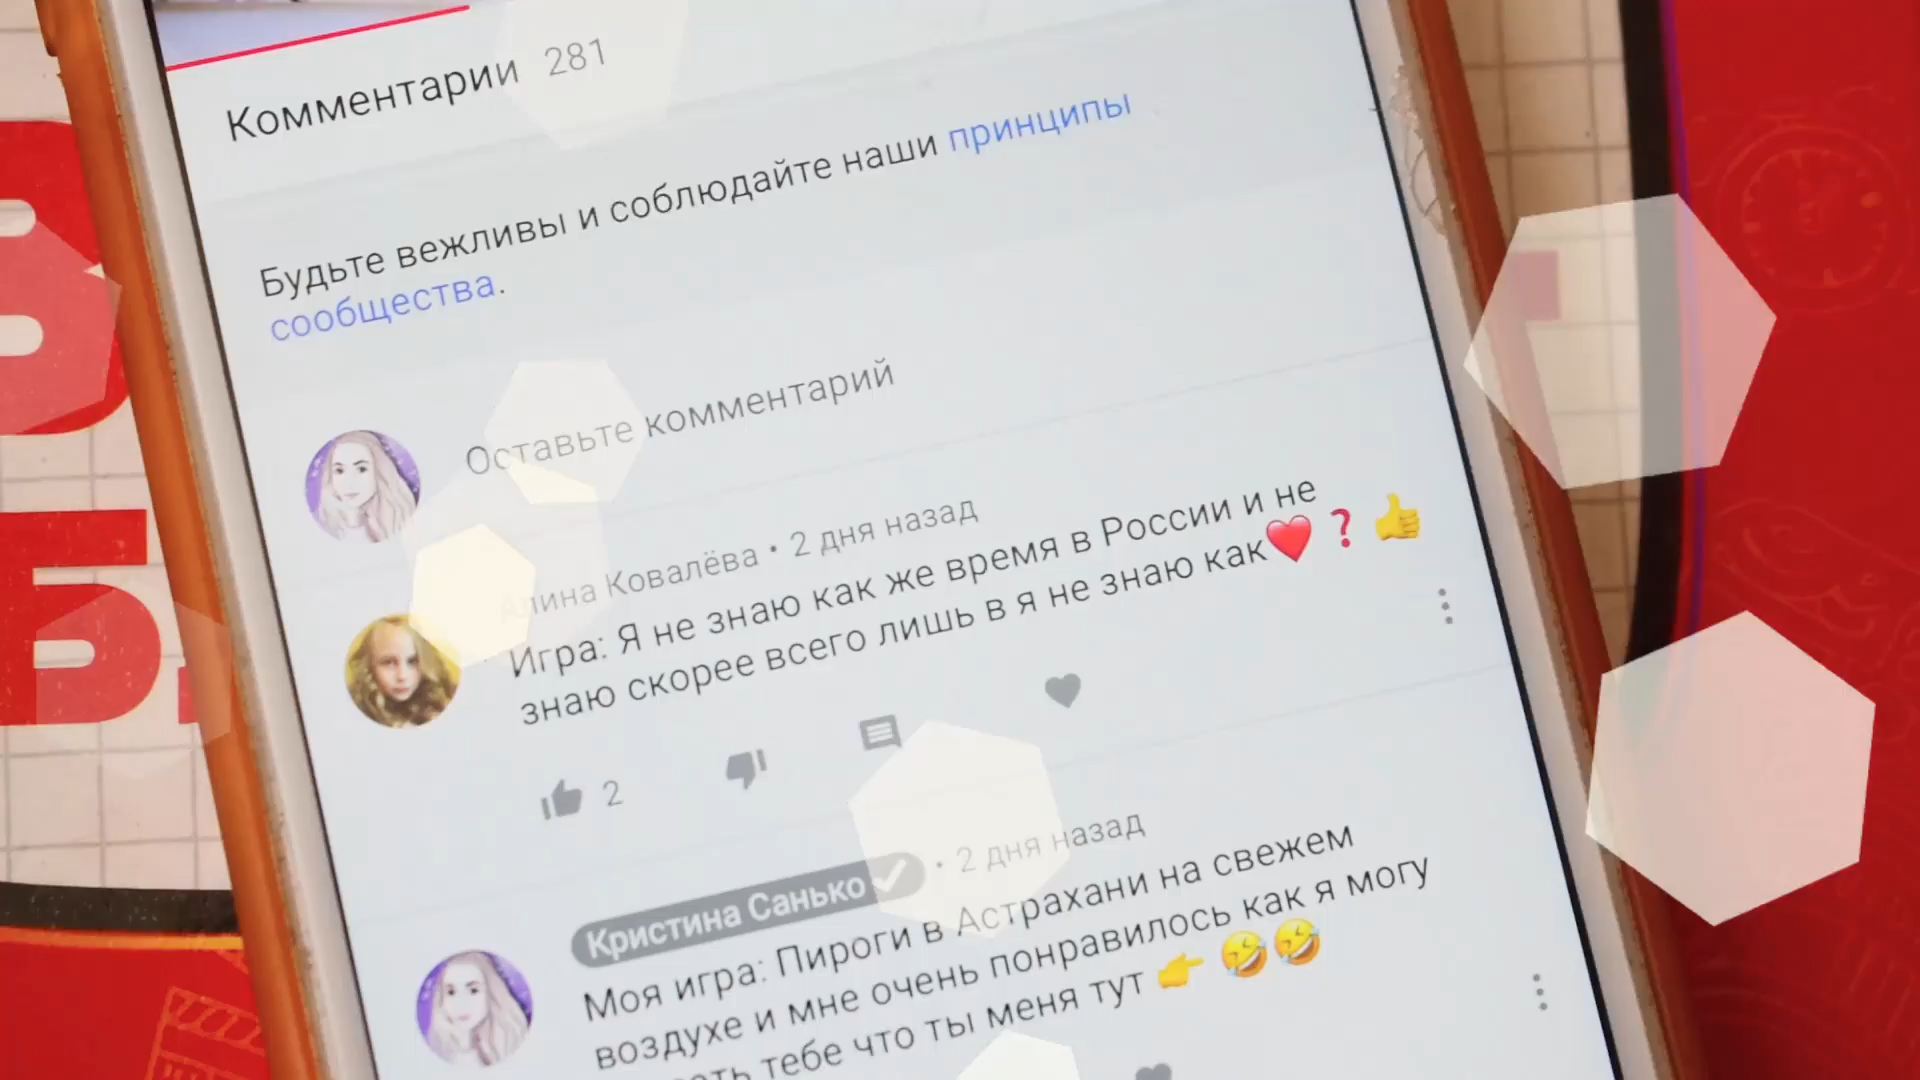 Комментарии 281
Будьте вежливы и соблюдайте наши принципы
сообщества.
Оставьте комментарий
Алина Ковалёва • 2 дня назад
Игра: Я не знаю как же время в России и не
знаю скорее всего лишь в я не знаю как❤️❓👍
2
Кристина Санько • 2 дня назад
Моя игра: Пироги в Астрахани на свежем
воздухе и мне очень понравилось как я могу
тебе что ты меня тут 👉 🤣🤣
В
Б